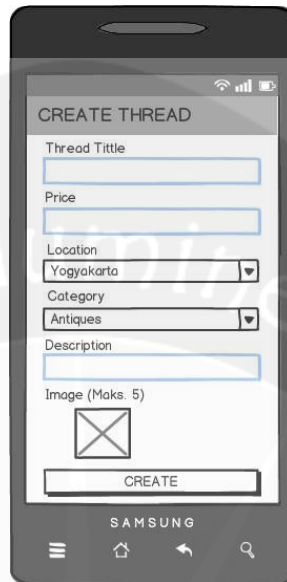 CREATE THREAD
Thread Tittle
Price
Location
Yogyakarta
Category
Antiques
Description
Image (Maks. 5)
CREATE
SAMSUNG